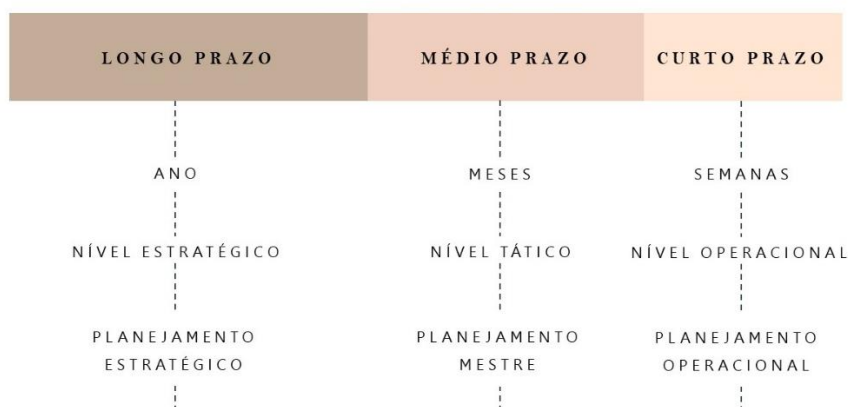 LONGO PRAZO
MÉDIO PRAZO
CURTO PRAZO
ANO
MESES
SEMANAS
NÍVEL ESTRATÉGICO
NÍVEL TÁTICO
NÍVEL OPERACIONAL
PLANEJAMENTO
ESTRATÉGICO
PLANEJAMENTO
MESTRE
PLANEJAMENTO
OPERACIONAL